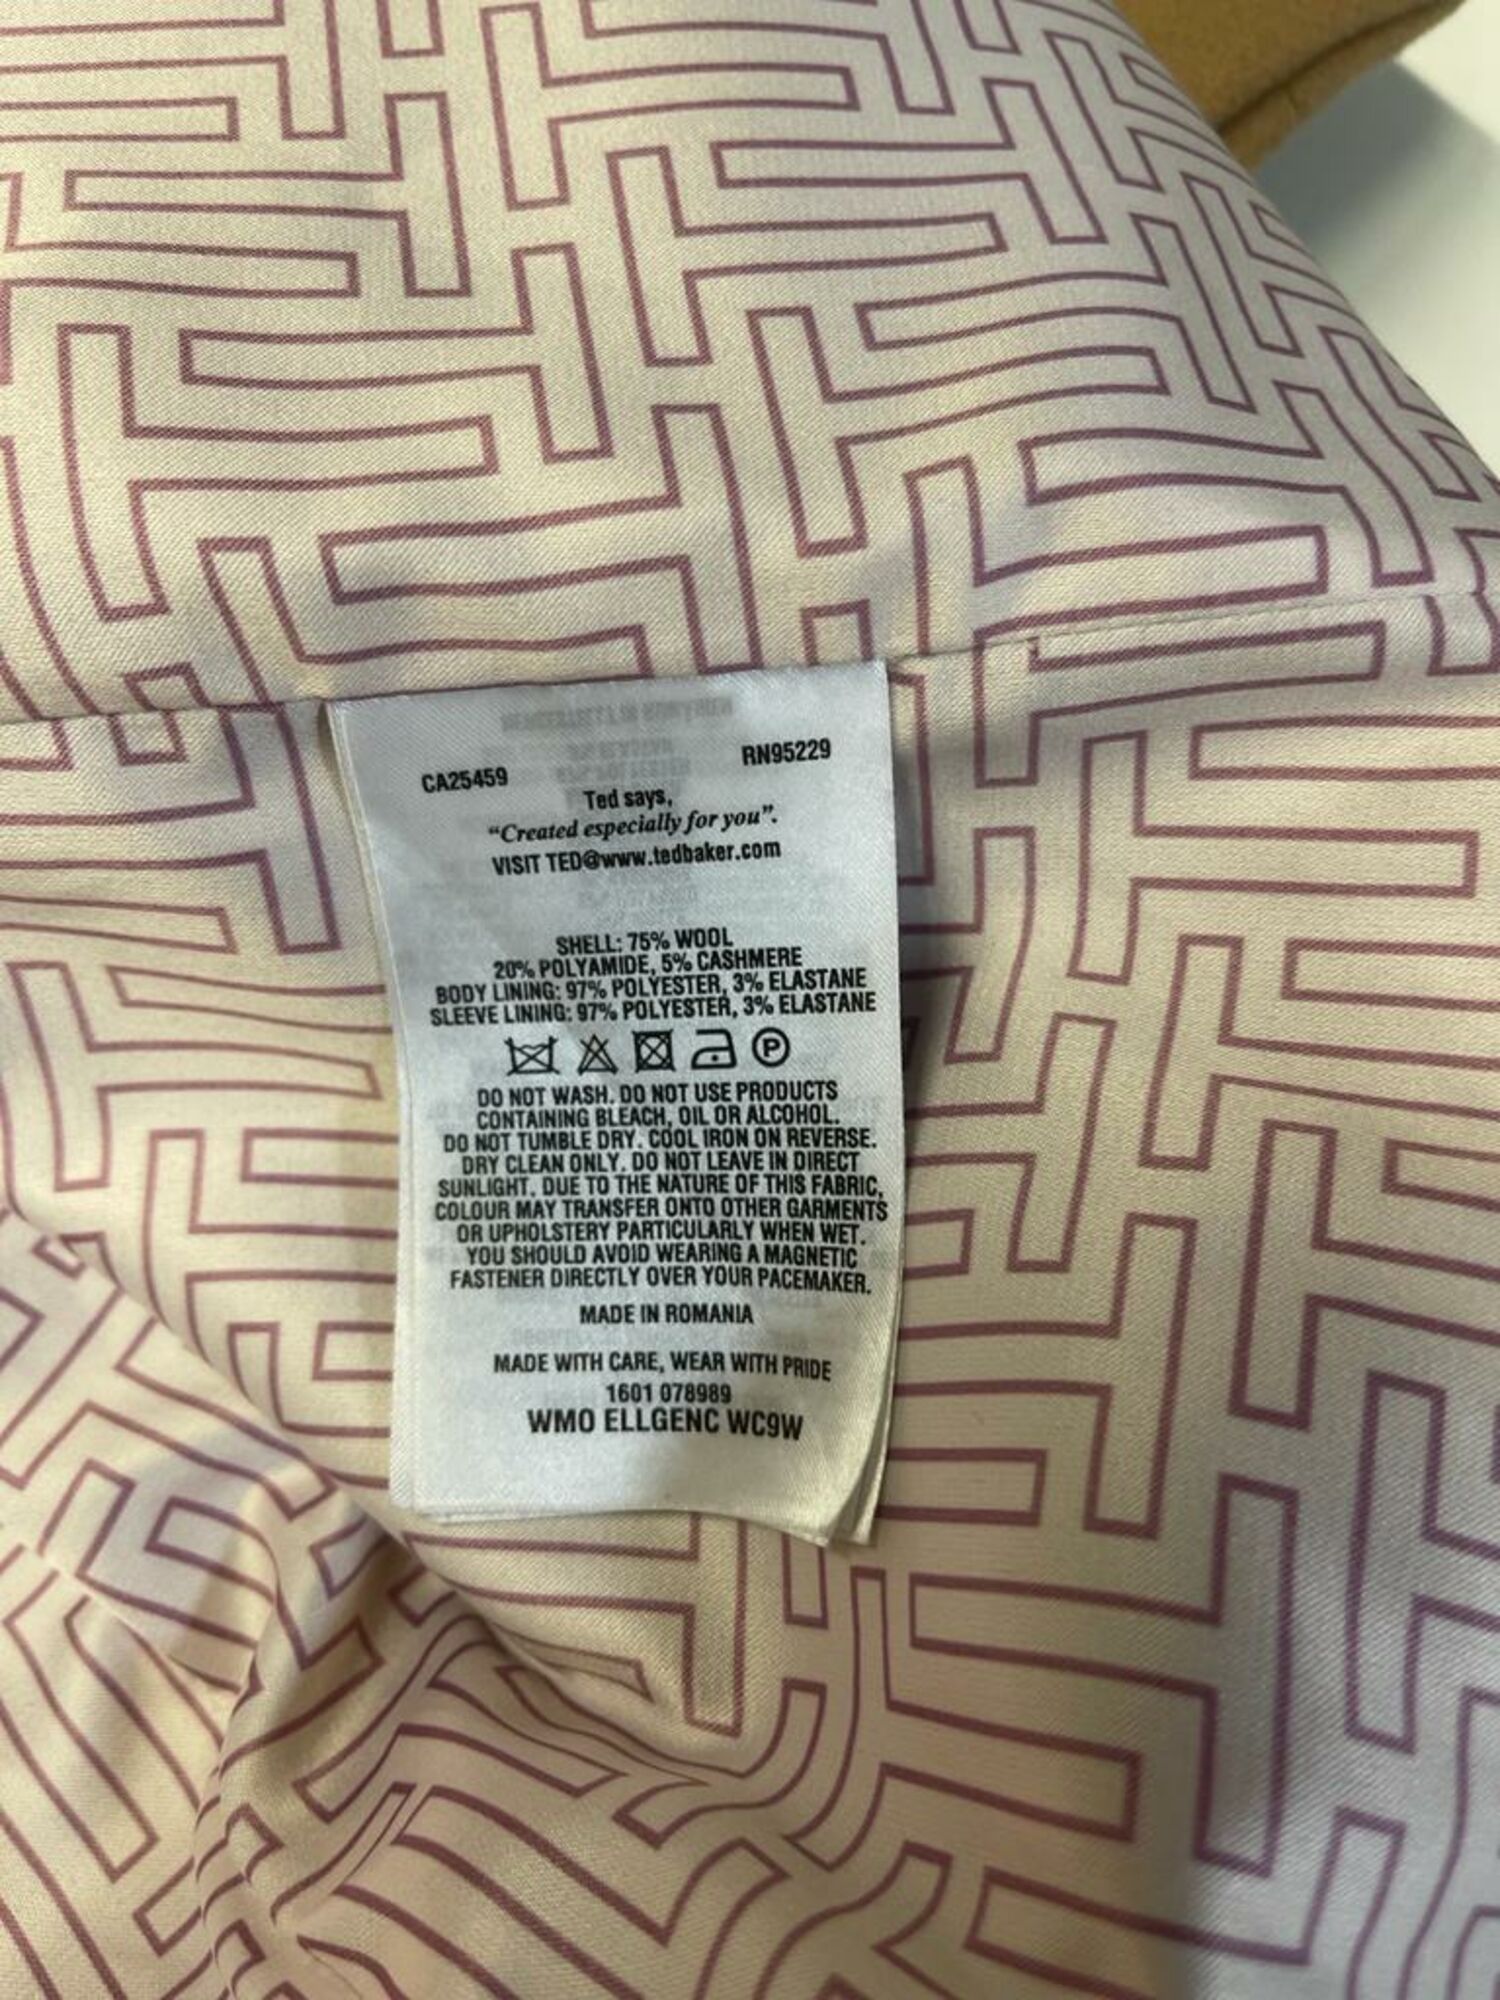 CA25459
RN95229
Ted says,
“Created especially for you”.
VISIT TED@www.tedbaker.com
SHELL: 75% WOOL
20% POLYAMIDE, 5% CASHMERE
BODY LINING: 97% POLYESTER, 3% ELASTANE
SLEEVE LINING: 97% POLYESTER, 3% ELASTANE
P
DO NOT WASH. DO NOT USE PRODUCTS
CONTAINING BLEACH, OIL OR ALCOHOL.
DO NOT TUMBLE DRY. COOL IRON ON REVERSE.
DRY CLEAN ONLY. DO NOT LEAVE IN DIRECT
SUNLIGHT. DUE TO THE NATURE OF THIS FABRIC,
COLOUR MAY TRANSFER ONTO OTHER GARMENTS
OR UPHOLSTERY PARTICULARLY WHEN WET.
YOU SHOULD AVOID WEARING A MAGNETIC
FASTENER DIRECTLY OVER YOUR PACEMAKER.
MADE IN ROMANIA
MADE WITH CARE, WEAR WITH PRIDE
1601 078989
WMO ELLGENC WC9W